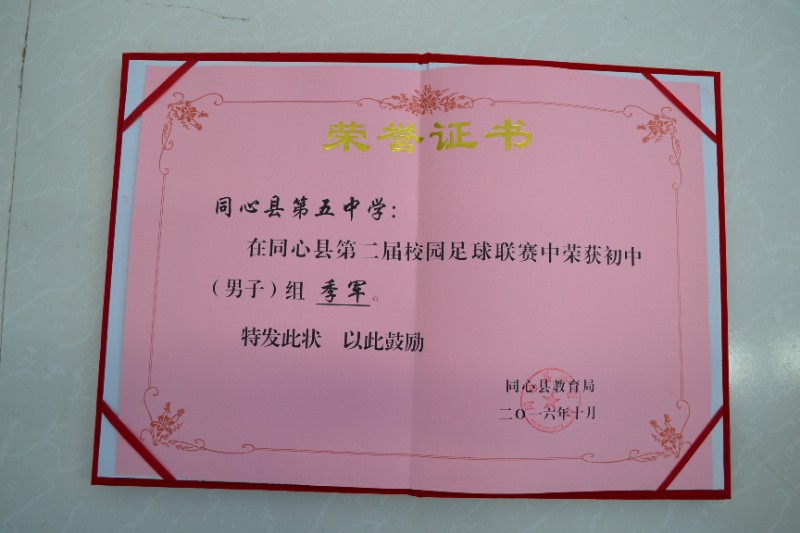 荣誉证书
同心县第五中学：
在同心县第二届校园足球联赛中荣获初中
（男子）组 季军。
特发此状 以此鼓励
同心县教育局
二〇一六年十月